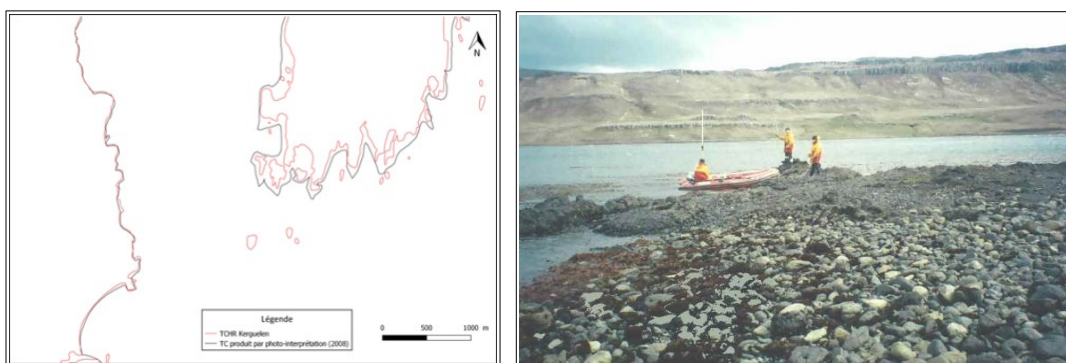 N
Légende
TCHR Kerguelen
TC produit par photo-interprétation (2008)
0 500 1000 m